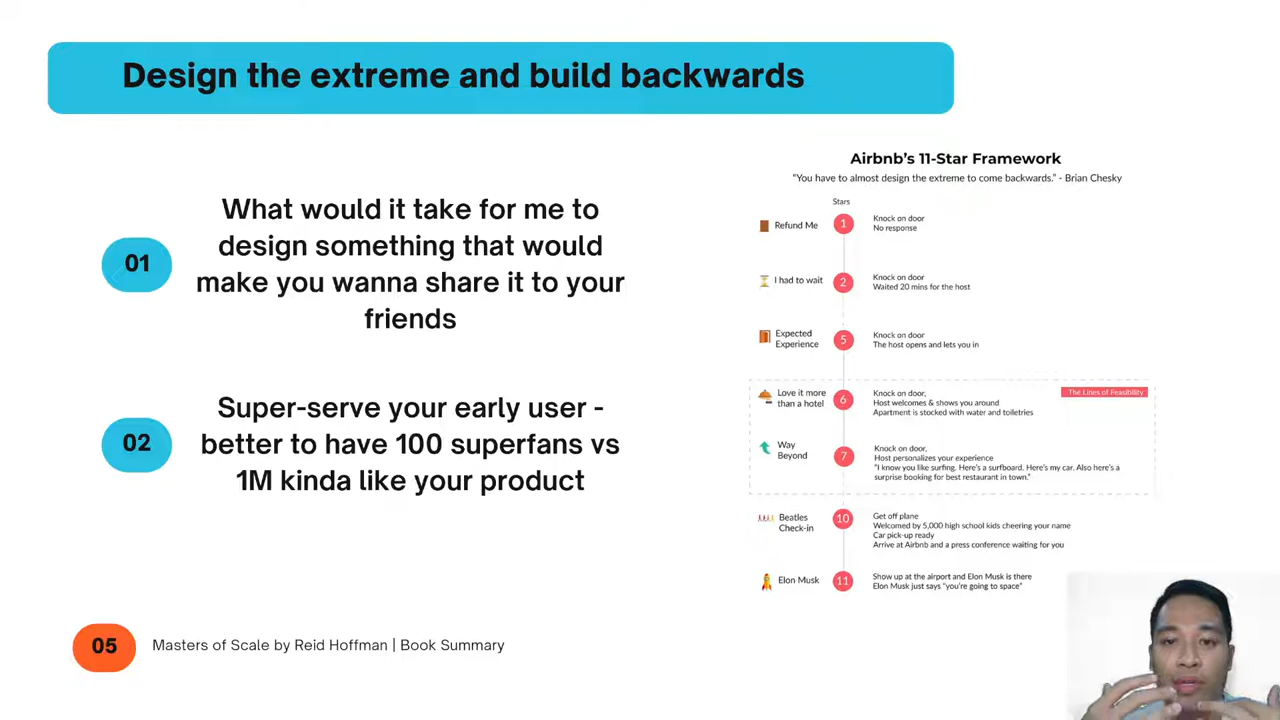 Design the extreme and build backwards
01
What would it take for me to
design something that would
make you wanna share it to your
friends
02
Super-serve your early user -
better to have 100 superfans vs
1M kinda like your product
Airbnb's 11-Star Framework
“You have to almost design the extreme to come backwards.” - Brian Chesky
Stars
Refund Me
1
Knock on door
No response
I had to wait
2
Knock on door
Waited 20 mins for the host
Expected
Experience
5
Knock on door
The host opens and lets you in
The Lines of Feasibility
Love it more
than a hotel
6
Knock on door,
Host welcomes & shows you around
Apartment is stocked with water and toiletries
Way
Beyond
7
Knock on door,
Host personalizes your experience
“I know you like surfing. Here's a surfboard. Here's my car. Also here's a
surprise booking for best restaurant in town.”
Beatles
Check-in
10
Get off plane
Welcomed by 5,000 high school kids cheering your name
Car pick-up ready
Arrive at Airbnb and a press conference waiting for you
Elon Musk
11
Show up at the airport and Elon Musk is there
Elon Musk just says “you're going to space”
05
Masters of Scale by Reid Hoffman | Book Summary